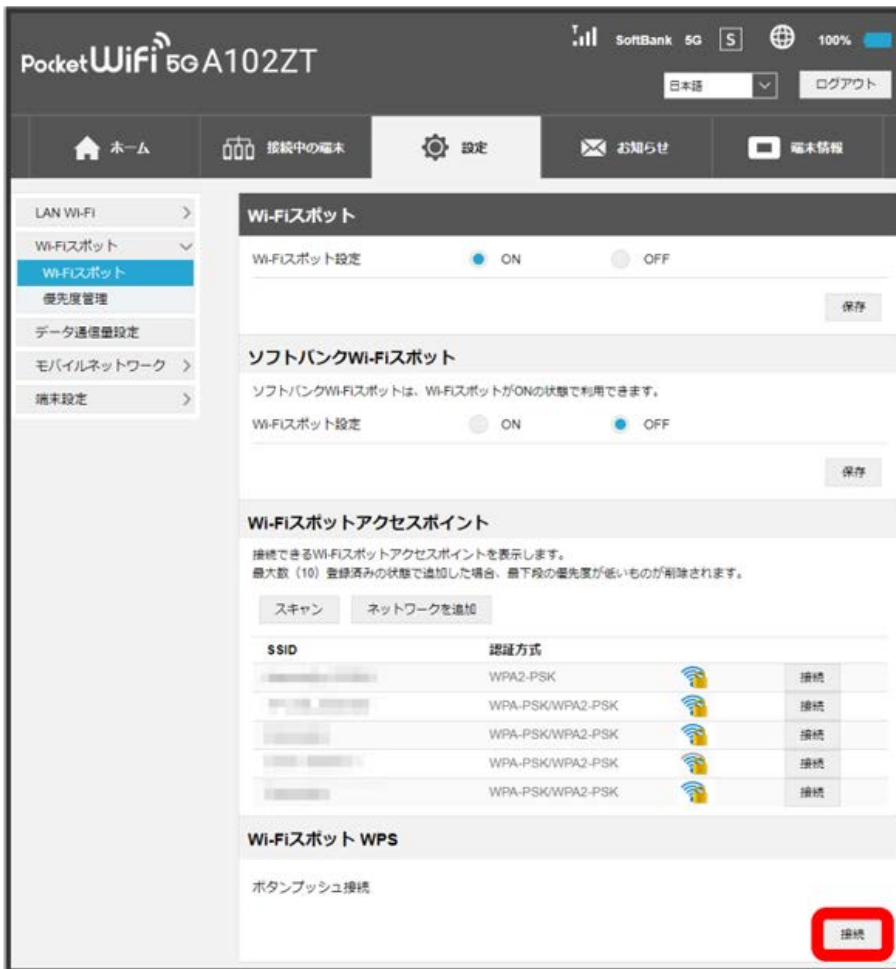 SoftBank 5G S 100%
Pocket WiFi 5G A102ZT
日本語 ログアウト
ホーム 接続中の端末 設定 お知らせ 端末情報
LAN Wi-Fi
Wi-Fiスポット
Wi-Fiスポット
優先度管理
データ通信量設定
モバイルネットワーク
端末設定
Wi-Fiスポット
Wi-Fiスポット設定 ON OFF
保存
ソフトバンクWi-Fiスポット
ソフトバンクWi-Fiスポットは、Wi-FiスポットがONの状態で利用できます。
Wi-Fiスポット設定 ON OFF
保存
Wi-Fiスポットアクセスポイント
接続できるWi-Fiスポットアクセスポイントを表示します。
最大数（10）登録済みの状態で追加した場合、最下段の優先度が低いものが削除されます。
スキャン ネットワークを追加
SSID 認証方式
WPA2-PSK 接続
WPA-PSK/WPA2-PSK 接続
WPA-PSK/WPA2-PSK 接続
WPA-PSK/WPA2-PSK 接続
WPA-PSK/WPA2-PSK 接続
Wi-Fiスポット WPS
ボタンプッシュ接続
接続